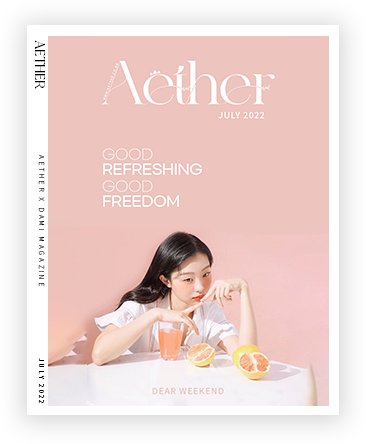 AETHER
AETHER X DAMI MAGAZINE
JULY 2022
Aether
JULY 2022
GOOD
REFRESHING
GOOD
FREEDOM
DEAR WEEKEND